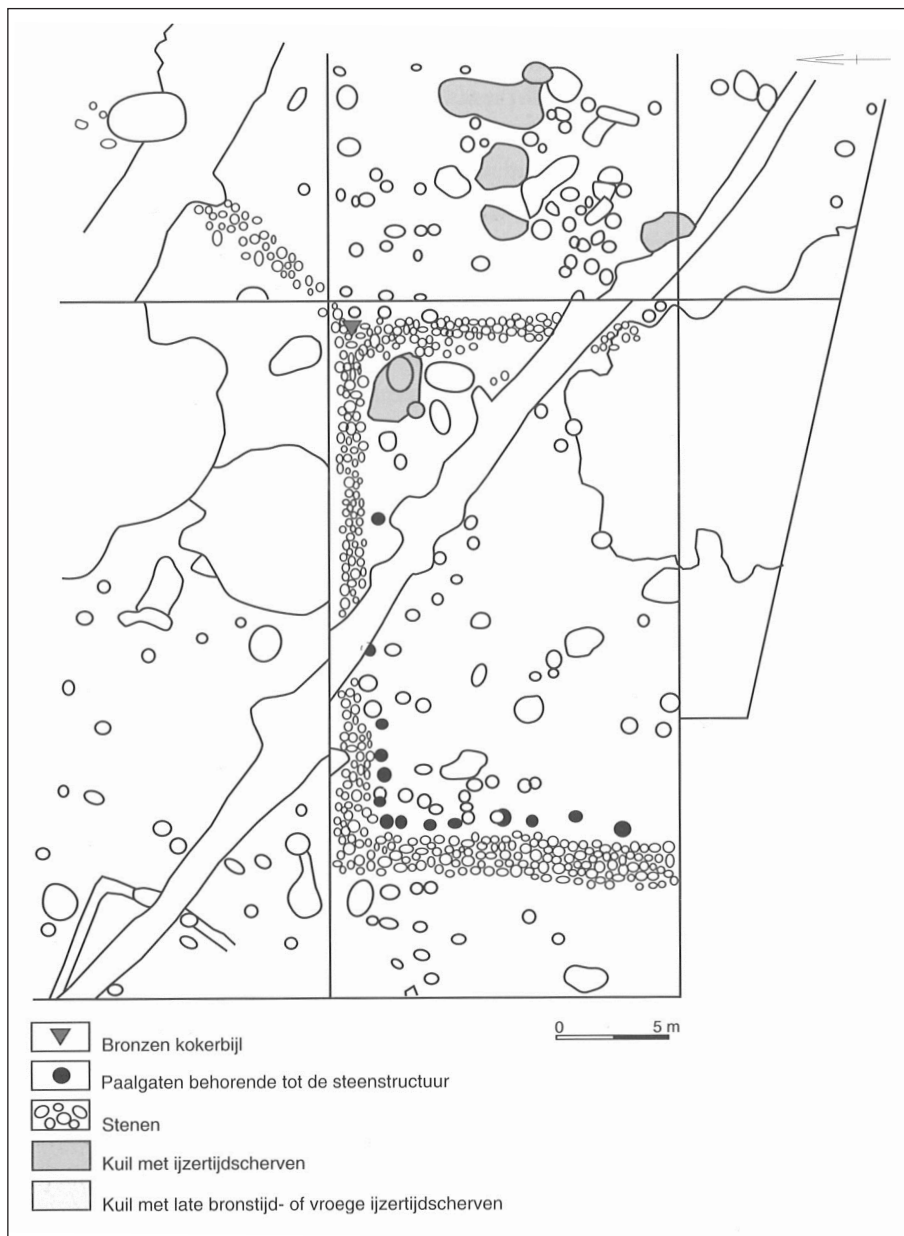 0 5 m
Bronzen kokerbijl
Paalgaten behorende tot de steenstructuur
Stenen
Kuil met ijzertijdscherven
Kuil met late bronstijd- of vroege ijzertijdscherven